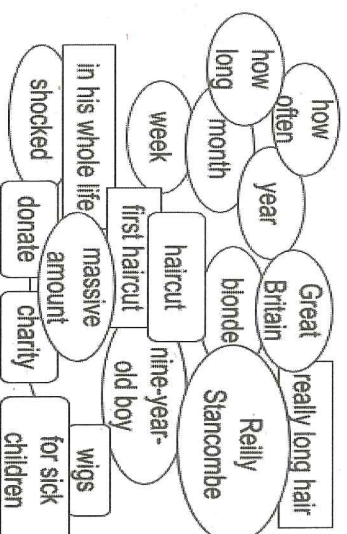 how
often
how
long
year
month
week
Great
Britain
really long hair
blonde
Reilly
Stancombe
haircut
first haircut
nine-year-
old boy
in his whole life
shocked
massive
amount
donate
charity
wigs
for sick
children